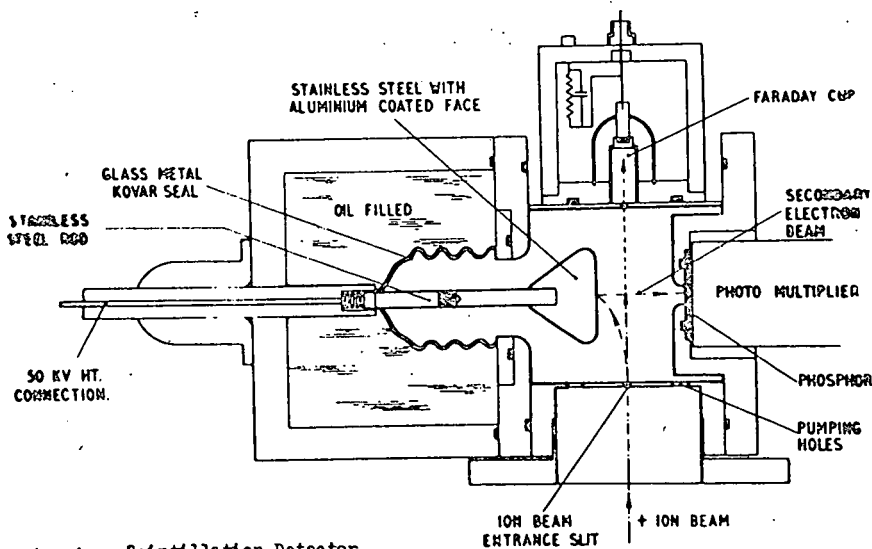 STAINLESS STEEL WITH
ALUMINIUM COATED FACE
FARADAY CUP
GLASS METAL
KOVAR SEAL
OIL FILLED
STAINLESS
STEEL ROD
SECONDARY
ELECTRON
BEAM
PHOTO MULTIPLIER
50 KV HT.
CONNECTION.
PHOSPHOR
PUMPING
HOLES
ION BEAM
ENTRANCE SLIT
+ ION BEAM
Scintillation Detector